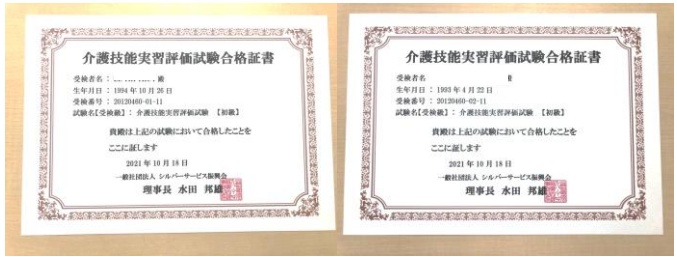 介護技能実習評価試験合格証書
受検者名： 殿
生年月日：1994年10月26日
受検番号：20120460-01-11
試験名【受検級】：介護技能実習評価試験 【初級】
貴殿は上記の試験において合格したことを
ここに証します
2021年10月18日
一般社団法人 シルバーサービス振興会
理事長 水田 邦雄
介護技能実習評価試験合格証書
受検者名
生年月日：1993年4月22日
受検番号：20120460-02-11
試験名【受検級】：介護技能実習評価試験 【初級】
貴殿は上記の試験において合格したことを
ここに証します
2021年10月18日
一般社団法人 シルバーサービス振興会
理事長 水田 邦雄